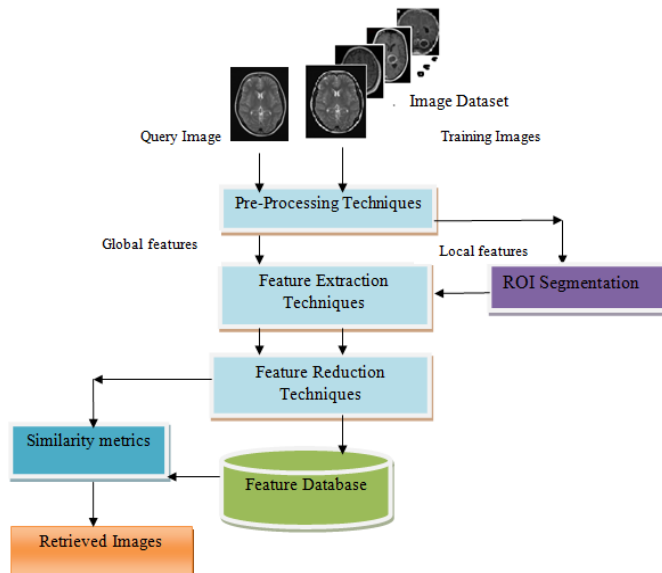 . Image Dataset
Query Image
Training Images
Pre-Processing Techniques
Global features
Local features
Feature Extraction
Techniques
ROI Segmentation
Feature Reduction
Techniques
Similarity metrics
Feature Database
Retrieved Images